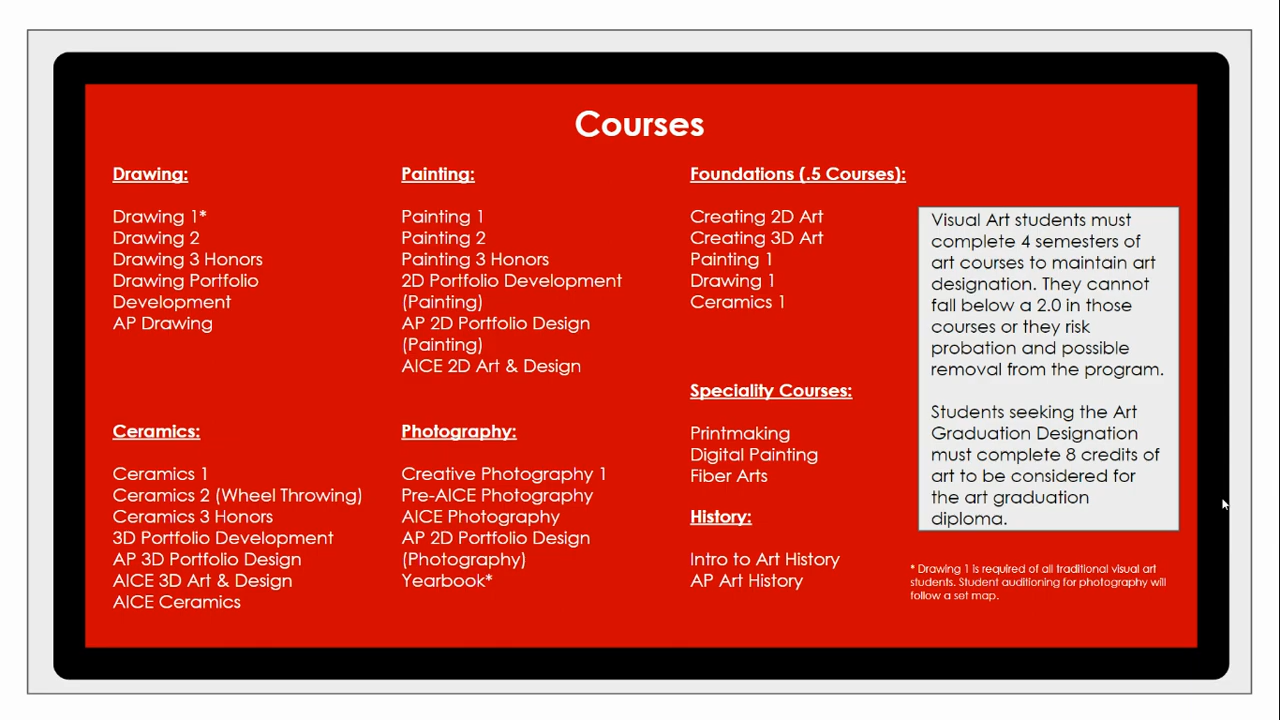 Courses
Drawing:
Drawing 1*
Drawing 2
Drawing 3 Honors
Drawing Portfolio
Development
AP Drawing
Painting:
Painting 1
Painting 2
Painting 3 Honors
2D Portfolio Development
(Painting)
AP 2D Portfolio Design
(Painting)
AICE 2D Art & Design
Foundations (.5 Courses):
Creating 2D Art
Creating 3D Art
Painting 1
Drawing 1
Ceramics 1
Ceramics:
Ceramics 1
Ceramics 2 (Wheel Throwing)
Ceramics 3 Honors
3D Portfolio Development
AP 3D Portfolio Design
AICE 3D Art & Design
AICE Ceramics
Photography:
Creative Photography 1
Pre-AICE Photography
AICE Photography
AP 2D Portfolio Design
(Photography)
Yearbook*
Speciality Courses:
Printmaking
Digital Painting
Fiber Arts
History:
Intro to Art History
AP Art History
Visual Art students must
complete 4 semesters of
art courses to maintain art
designation. They cannot
fall below a 2.0 in those
courses or they risk
probation and possible
removal from the program.
Students seeking the Art
Graduation Designation
must complete 8 credits of
art to be considered for
the art graduation
diploma.
* Drawing 1 is required of all traditional visual art
students. Student auditioning for photography will
follow a set map.